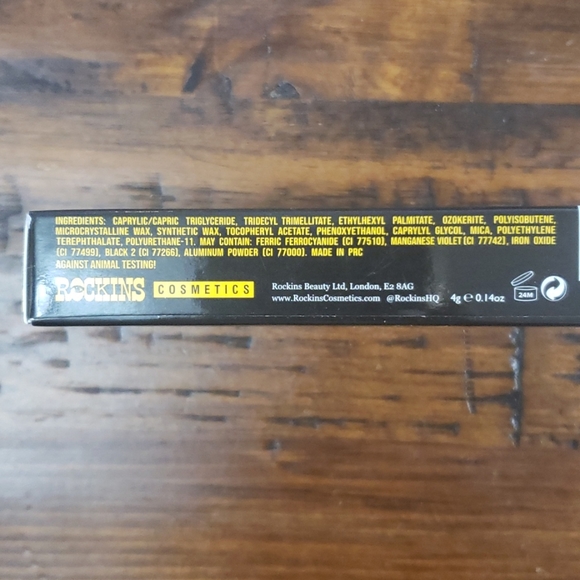 INGREDIENTS: CAPRYLIC/CAPRIC TRIGLYCERIDE, TRIDECYL TRIMELLITATE, ETHYLHEXYL PALMITATE, OZOKERITE, POLYISOBUTENE,
MICROCRYSTALLINE WAX, SYNTHETIC WAX, TOCOPHERYL ACETATE, PHENOXYETHANOL, CAPRYLYL GLYCOL, MICA, POLYETHYLENE
TEREPHTHALATE, POLYURETHANE-11. MAY CONTAIN: FERRIC FERROCYANIDE (CI 77510), MANGANESE VIOLET (CI 77742), IRON OXIDE
(CI 77499), BLACK 2 (CI 77266), ALUMINUM POWDER (CI 77000). MADE IN PRC
AGAINST ANIMAL TESTING!
ROCKINS COSMETICS
Rockins Beauty Ltd, London, E2 8AG
www.RockinsCosmetics.com @RockinsHQ
4g e 0.14oz
24M